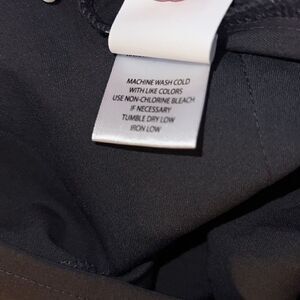 MACHINE WASH COLD
WITH LIKE COLORS
USE NON-CHLORINE BLEACH
IF NECESSARY
TUMBLE DRY LOW
IRON LOW